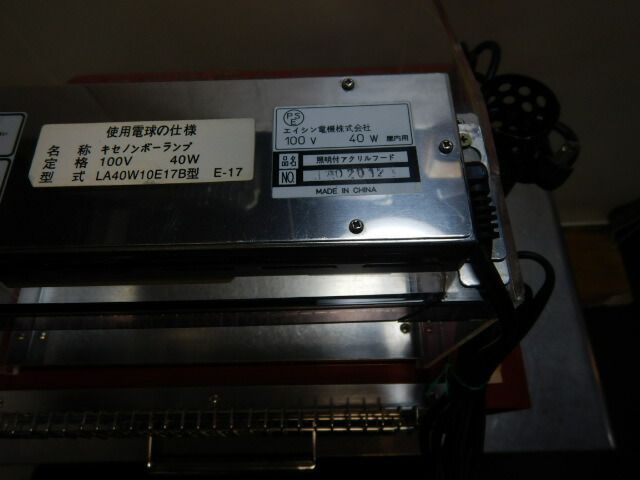 使用電球の仕様
名称 キセノンボーランプ
定格 100V 40W
型式 LA40W10E17B型 E-17
PSE
エイシン電機株式会社
100V 40W 屋内用
品名 照明付アクリルフード
NO.
MADE IN CHINA